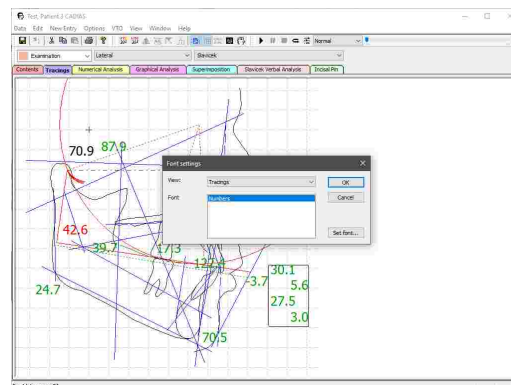 Test, Patient J CADIAS
Data Edit New Entry Options VTO View Window Help
Normal
Examination Lateral Slavicek
Contents Tracings Numerical Analysis Graphical Analysis Superimposition Slavicek Verbal Analysis Incisal Pin
70.9 87.9
Font settings
View: Tracings OK
Font Numbers Cancel
Set font...
42.6
39.7 17.3
-3.7 30.1
5.6
24.7 27.5
3.0
70.5